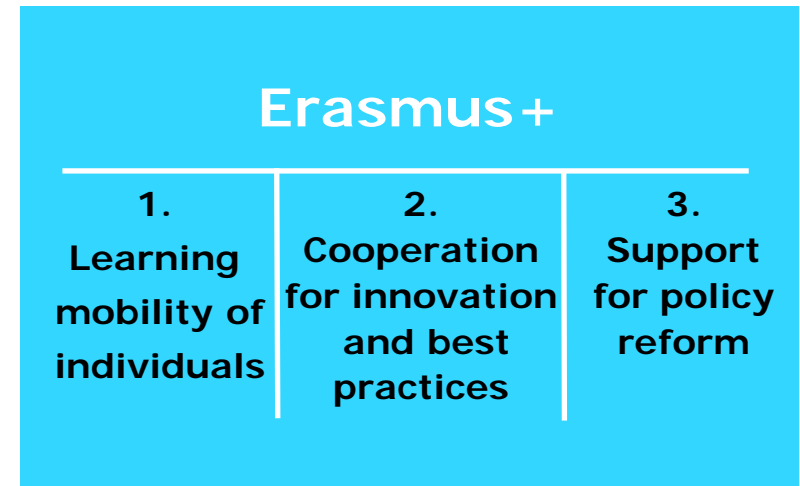 Erasmus+
1.
Learning
mobility of
individuals
2.
Cooperation
for innovation
and best
practices
3.
Support
for policy
reform